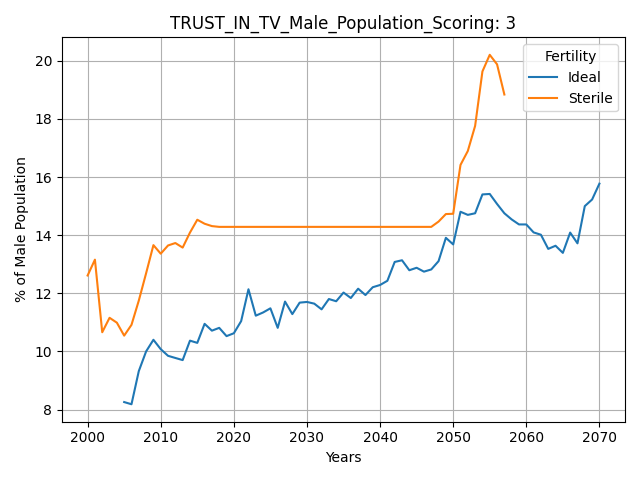 TRUST_IN_TV_Male_Population_Scoring: 3
Fertility
Ideal
Sterile
% of Male Population
20
18
16
14
12
10
8
2000 2010 2020 2030 2040 2050 2060 2070
Years